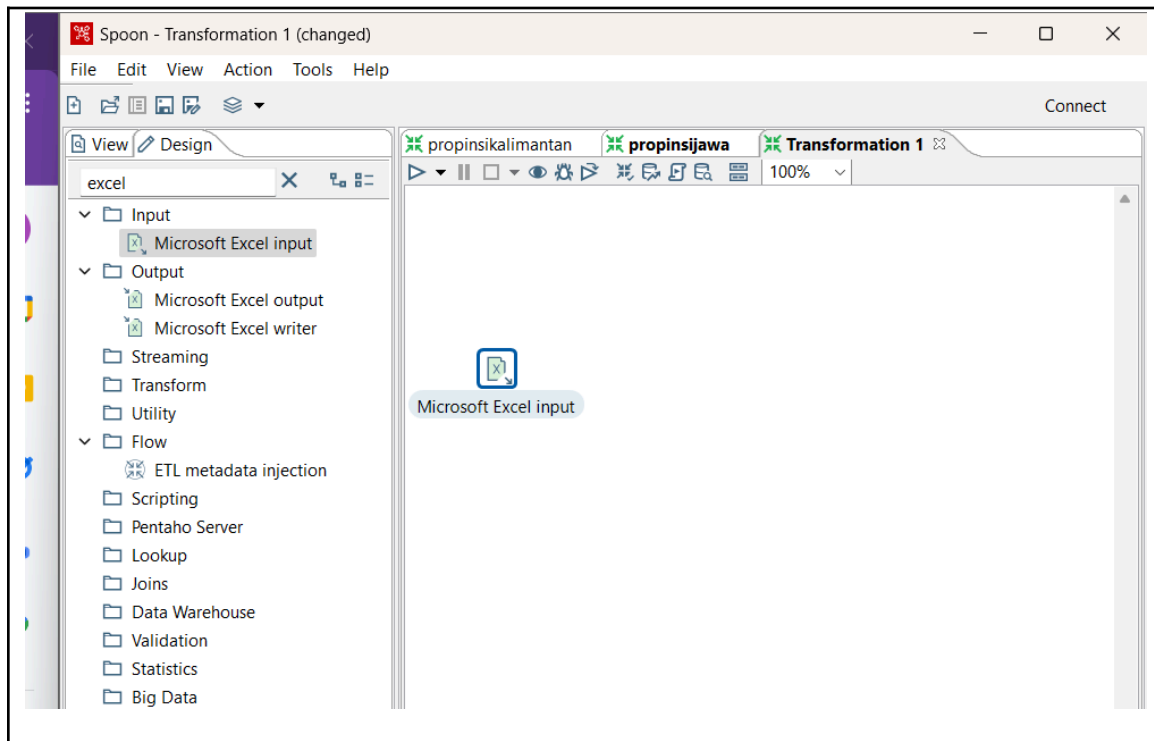 Spoon - Transformation 1 (changed)
File Edit View Action Tools Help
Connect
View Design
propinsikalimantan propinsijawa Transformation 1
excel
100%
Input
Microsoft Excel input
Output
Microsoft Excel output
Microsoft Excel writer
Streaming
Transform
Utility
Flow
ETL metadata injection
Scripting
Pentaho Server
Lookup
Joins
Data Warehouse
Validation
Statistics
Big Data
Microsoft Excel input